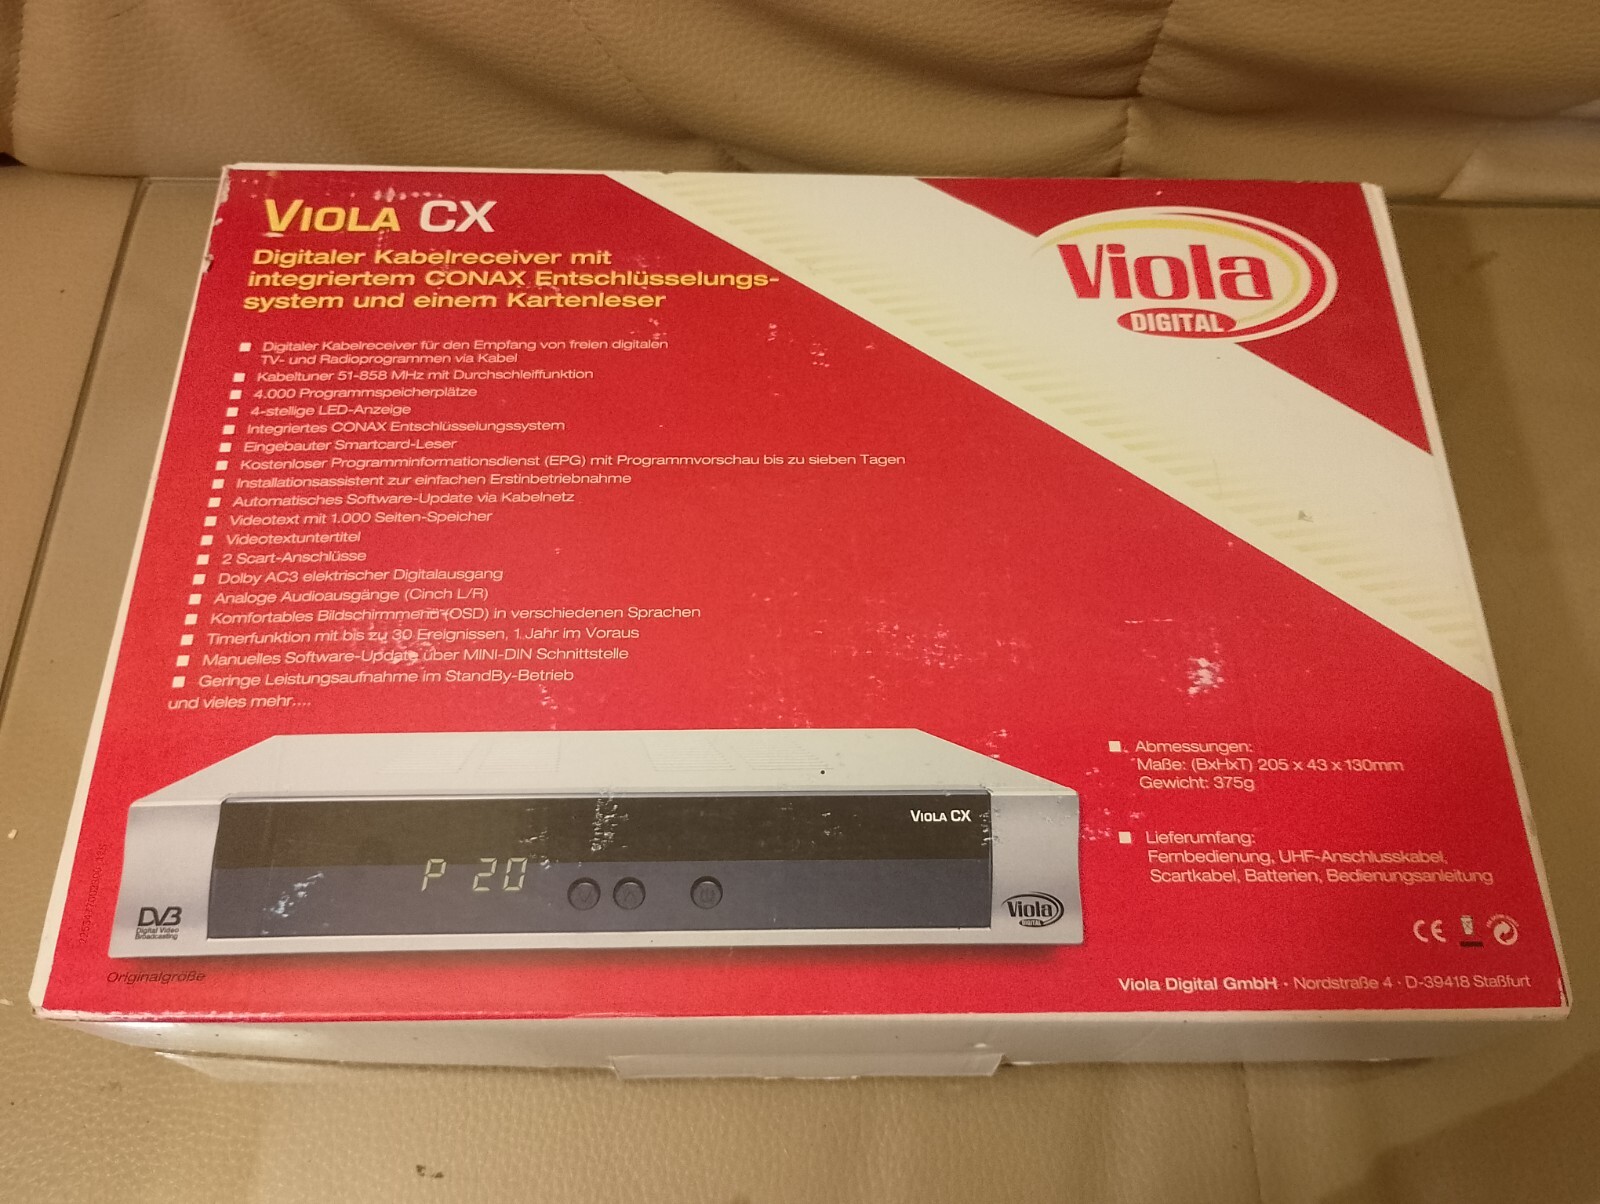 VIOLA CX
Digitaler Kabelreceiver mit
integriertem CONAX Entschlüsselungs-
system und einem Kartenleser
Viola
DIGITAL
Digitaler Kabelreceiver für den Empfang von freien digitalen
TV- und Radioprogrammen via Kabel
Kabeltuner 51-858 MHz mit Durchschleiffunktion
4.000 Programmspeicherplätze
4-stellige LED-Anzeige
Integriertes CONAX Entschlüsselungssystem
Eingebauter Smartcard-Leser
Kostenloser Programminformationsdienst (EPG) mit Programmvorschau bis zu sieben Tagen
Installationsassistent zur einfachen Erstinbetriebnahme
Automatisches Software-Update via Kabelnetz
Videotext mit 1.000 Seiten-Speicher
Videotextuntertitel
2 Scart-Anschlüsse
Dolby AC3 elektrischer Digitalausgang
Analoge Audioausgänge (Cinch L/R)
Komfortables Bildschirmmenü (OSD) in verschiedenen Sprachen
Timerfunktion mit bis zu 30 Ereignissen, 1 Jahr im Voraus
Manuelles Software-Update über MINI-DIN Schnittstelle
Geringe Leistungsaufnahme im StandBy-Betrieb
und vieles mehr....
Abmessungen:
Maße: (BxHxT) 205 x 43 x 130mm
Gewicht: 375g
Lieferumfang:
Fernbedienung, UHF-Anschlusskabel,
Scartkabel, Batterien, Bedienungsanleitung
VIOLA CX
P 20
DVB
Digital Video
Broadcasting
Viola
DIGITAL
Originalgröße
CE
Viola Digital GmbH · Nordstraße 4 · D-39418 Staßfurt